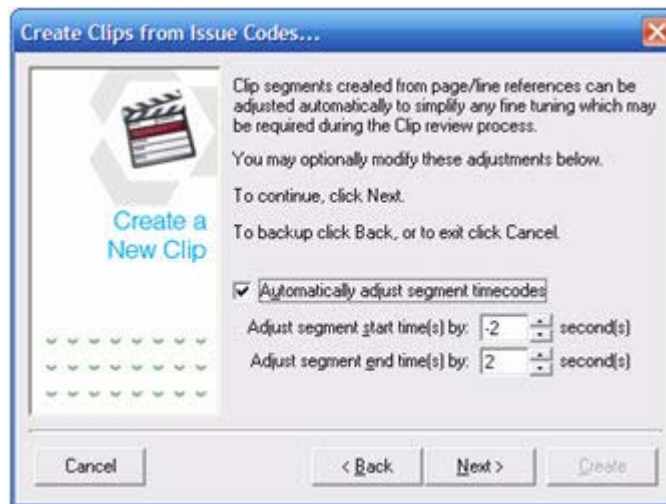 Create Clips from Issue Codes...
Clip segments created from page/line references can be
adjusted automatically to simplify any fine tuning which may
be required during the Clip review process.
You may optionally modify these adjustments below.
To continue, click Next.
To backup click Back, or to exit click Cancel.
Create a
New Clip
Automatically adjust segment timecodes
Adjust segment start time(s) by: -2 second(s)
Adjust segment end time(s) by: 2 second(s)
Cancel < Back Next > Create